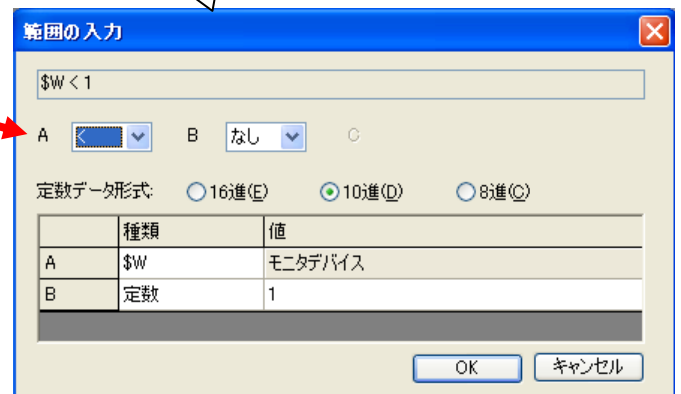 範囲の入力
$W < 1
A < B なし C
定数データ形式: 16進(E) 10進(D) 8進(C)
種類 値
A $W モニタデバイス
B 定数 1
OK キャンセル